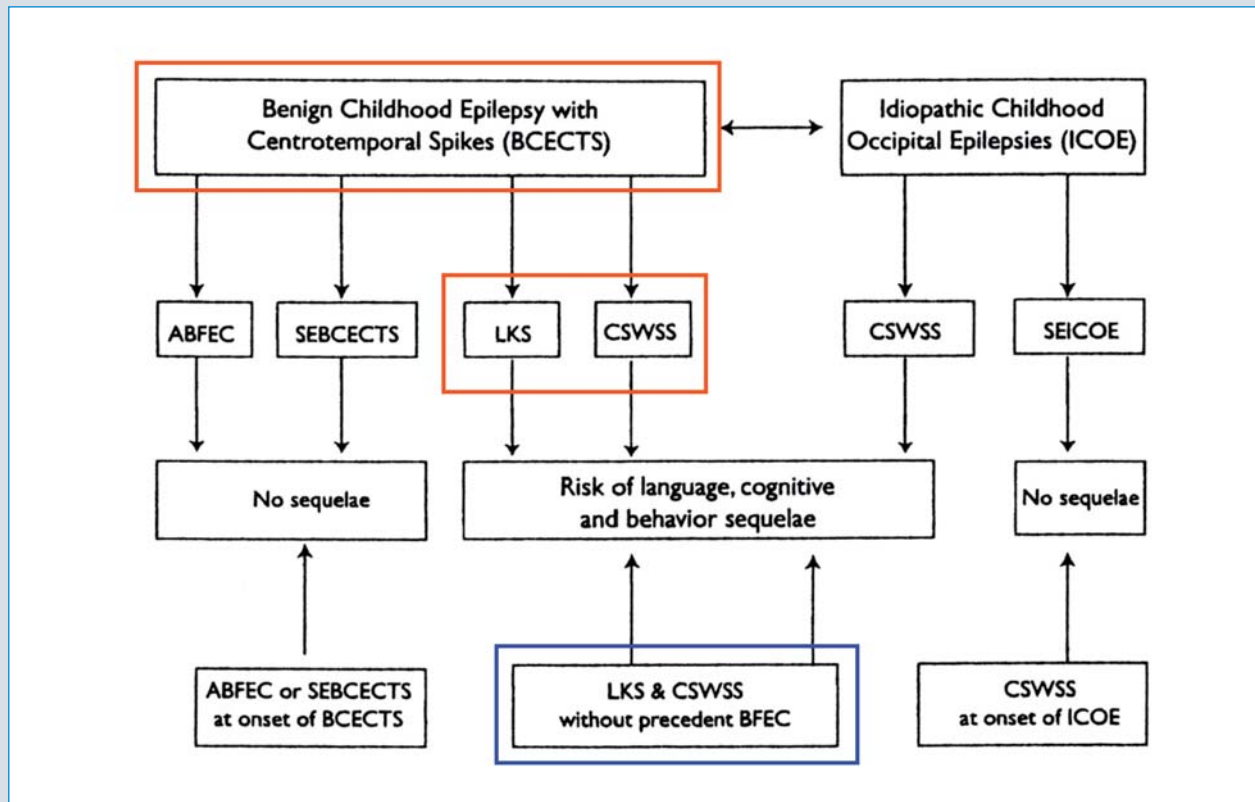 Benign Childhood Epilepsy with
Centrotemporal Spikes (BCECTS)
Idiopathic Childhood
Occipital Epilepsies (ICOE)
ABFEC
SEBCECTS
LKS
CSWSS
CSWSS
SEICOE
No sequelae
Risk of language, cognitive
and behavior sequelae
No sequelae
ABFEC or SEBCECTS
at onset of BCECTS
LKS & CSWSS
without precedent BFEC
CSWSS
at onset of ICOE